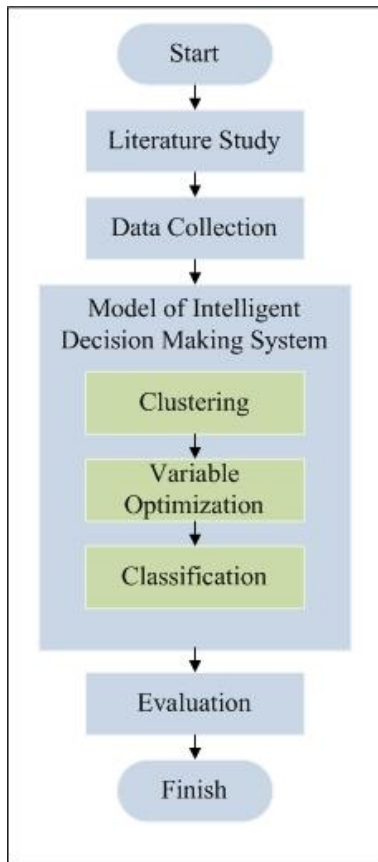 Start
Literature Study
Data Collection
Model of Intelligent
Decision Making System
Clustering
Variable
Optimization
Classification
Evaluation
Finish